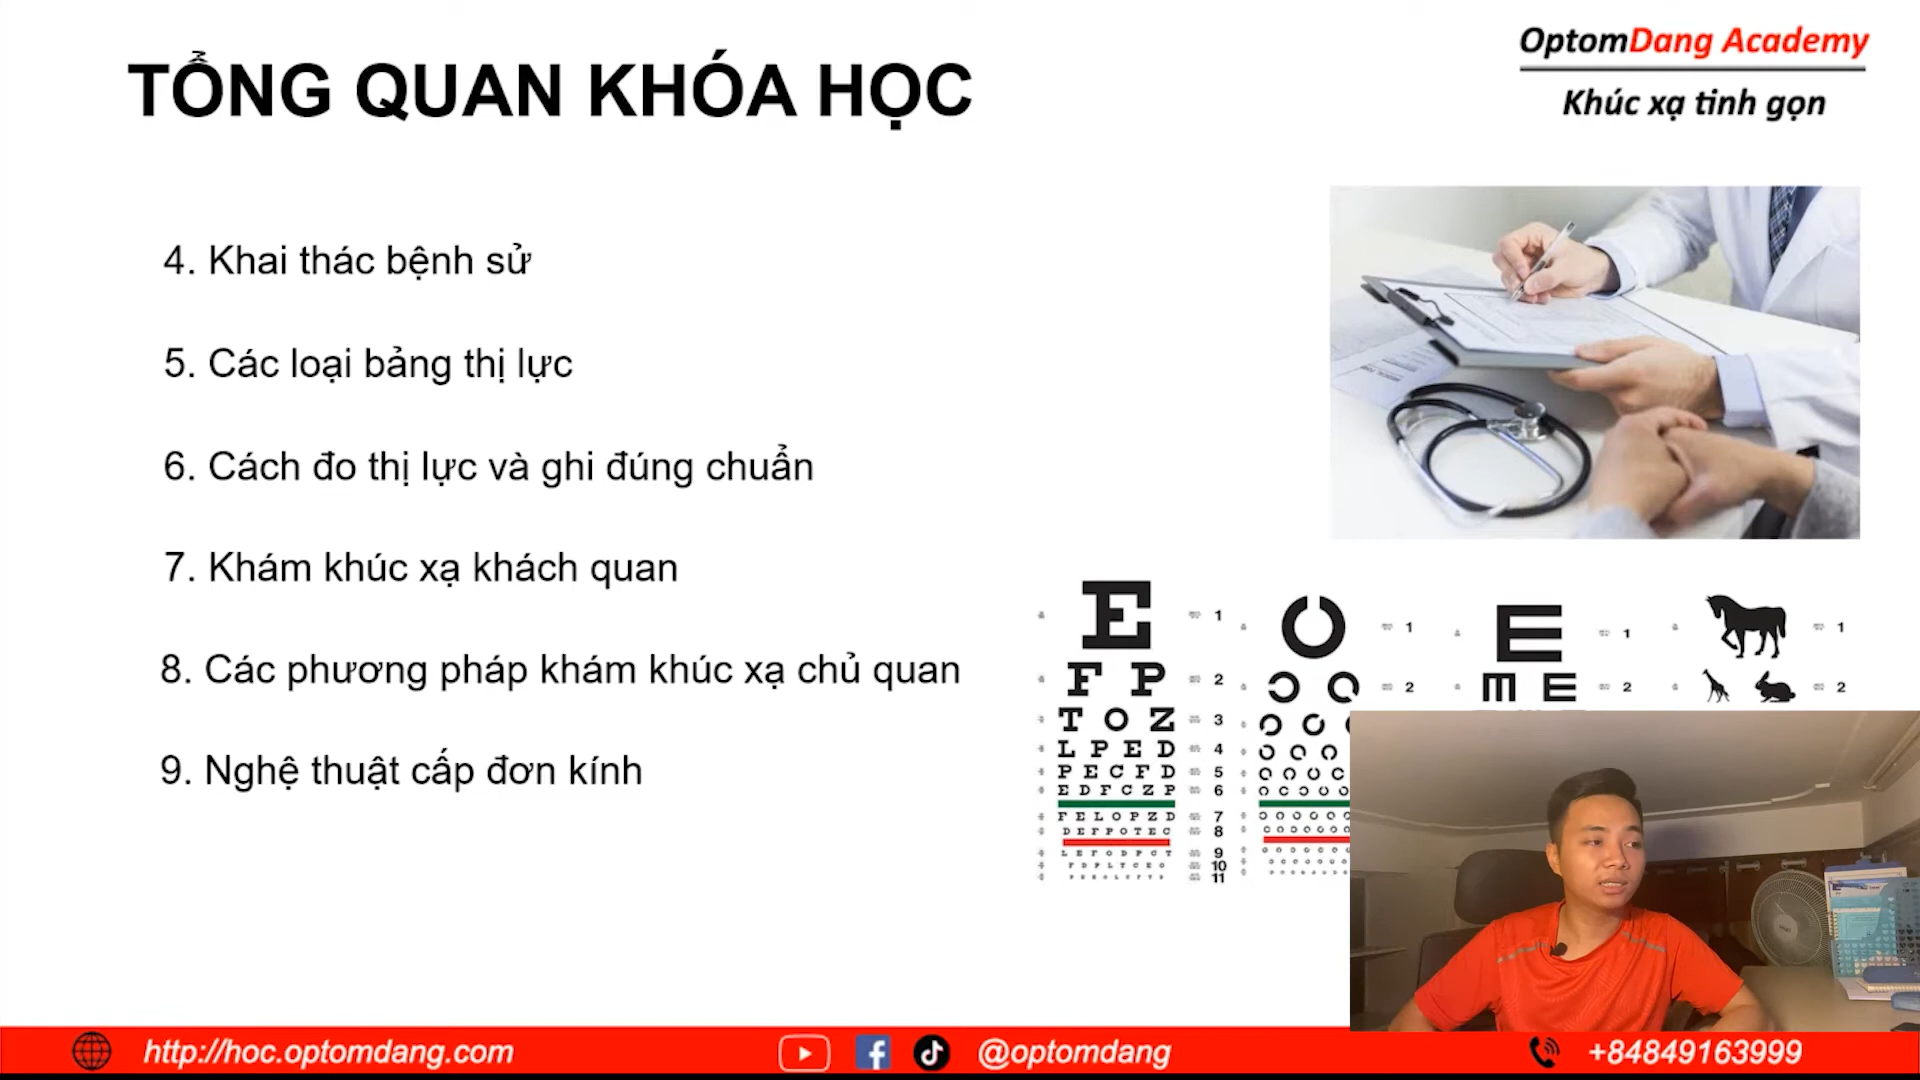 TỔNG QUAN KHÓA HỌC
OptomDang Academy
Khúc xạ tinh gọn
4. Khai thác bệnh sử
5. Các loại bảng thị lực
6. Cách đo thị lực và ghi đúng chuẩn
7. Khám khúc xạ khách quan
8. Các phương pháp khám khúc xạ chủ quan
9. Nghệ thuật cấp đơn kính
E 1
F P 2
T O Z 3
L P E D 4
P E C F D 5
E D F C Z P 6
F E L O P Z D 7
D E F P O T E C 8
L E F O D P C T 9
10
11
1
2
E 1
M E 2
1
2
http://hoc.optomdang.com
@optomdang
+84849163999